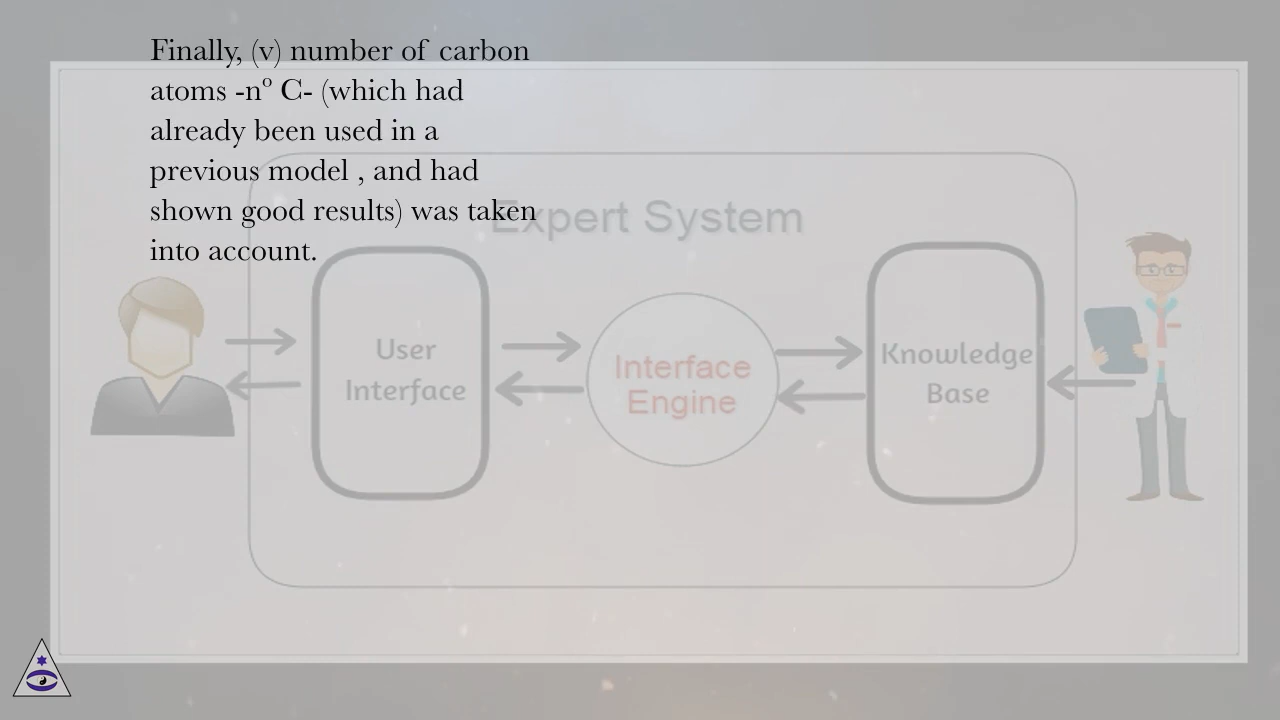 Finally, (v) number of carbon
atoms -nº C- (which had
already been used in a
previous model , and had
shown good results) was taken
into account.
Expert System
User
Interface
Interface
Engine
Knowledge
Base